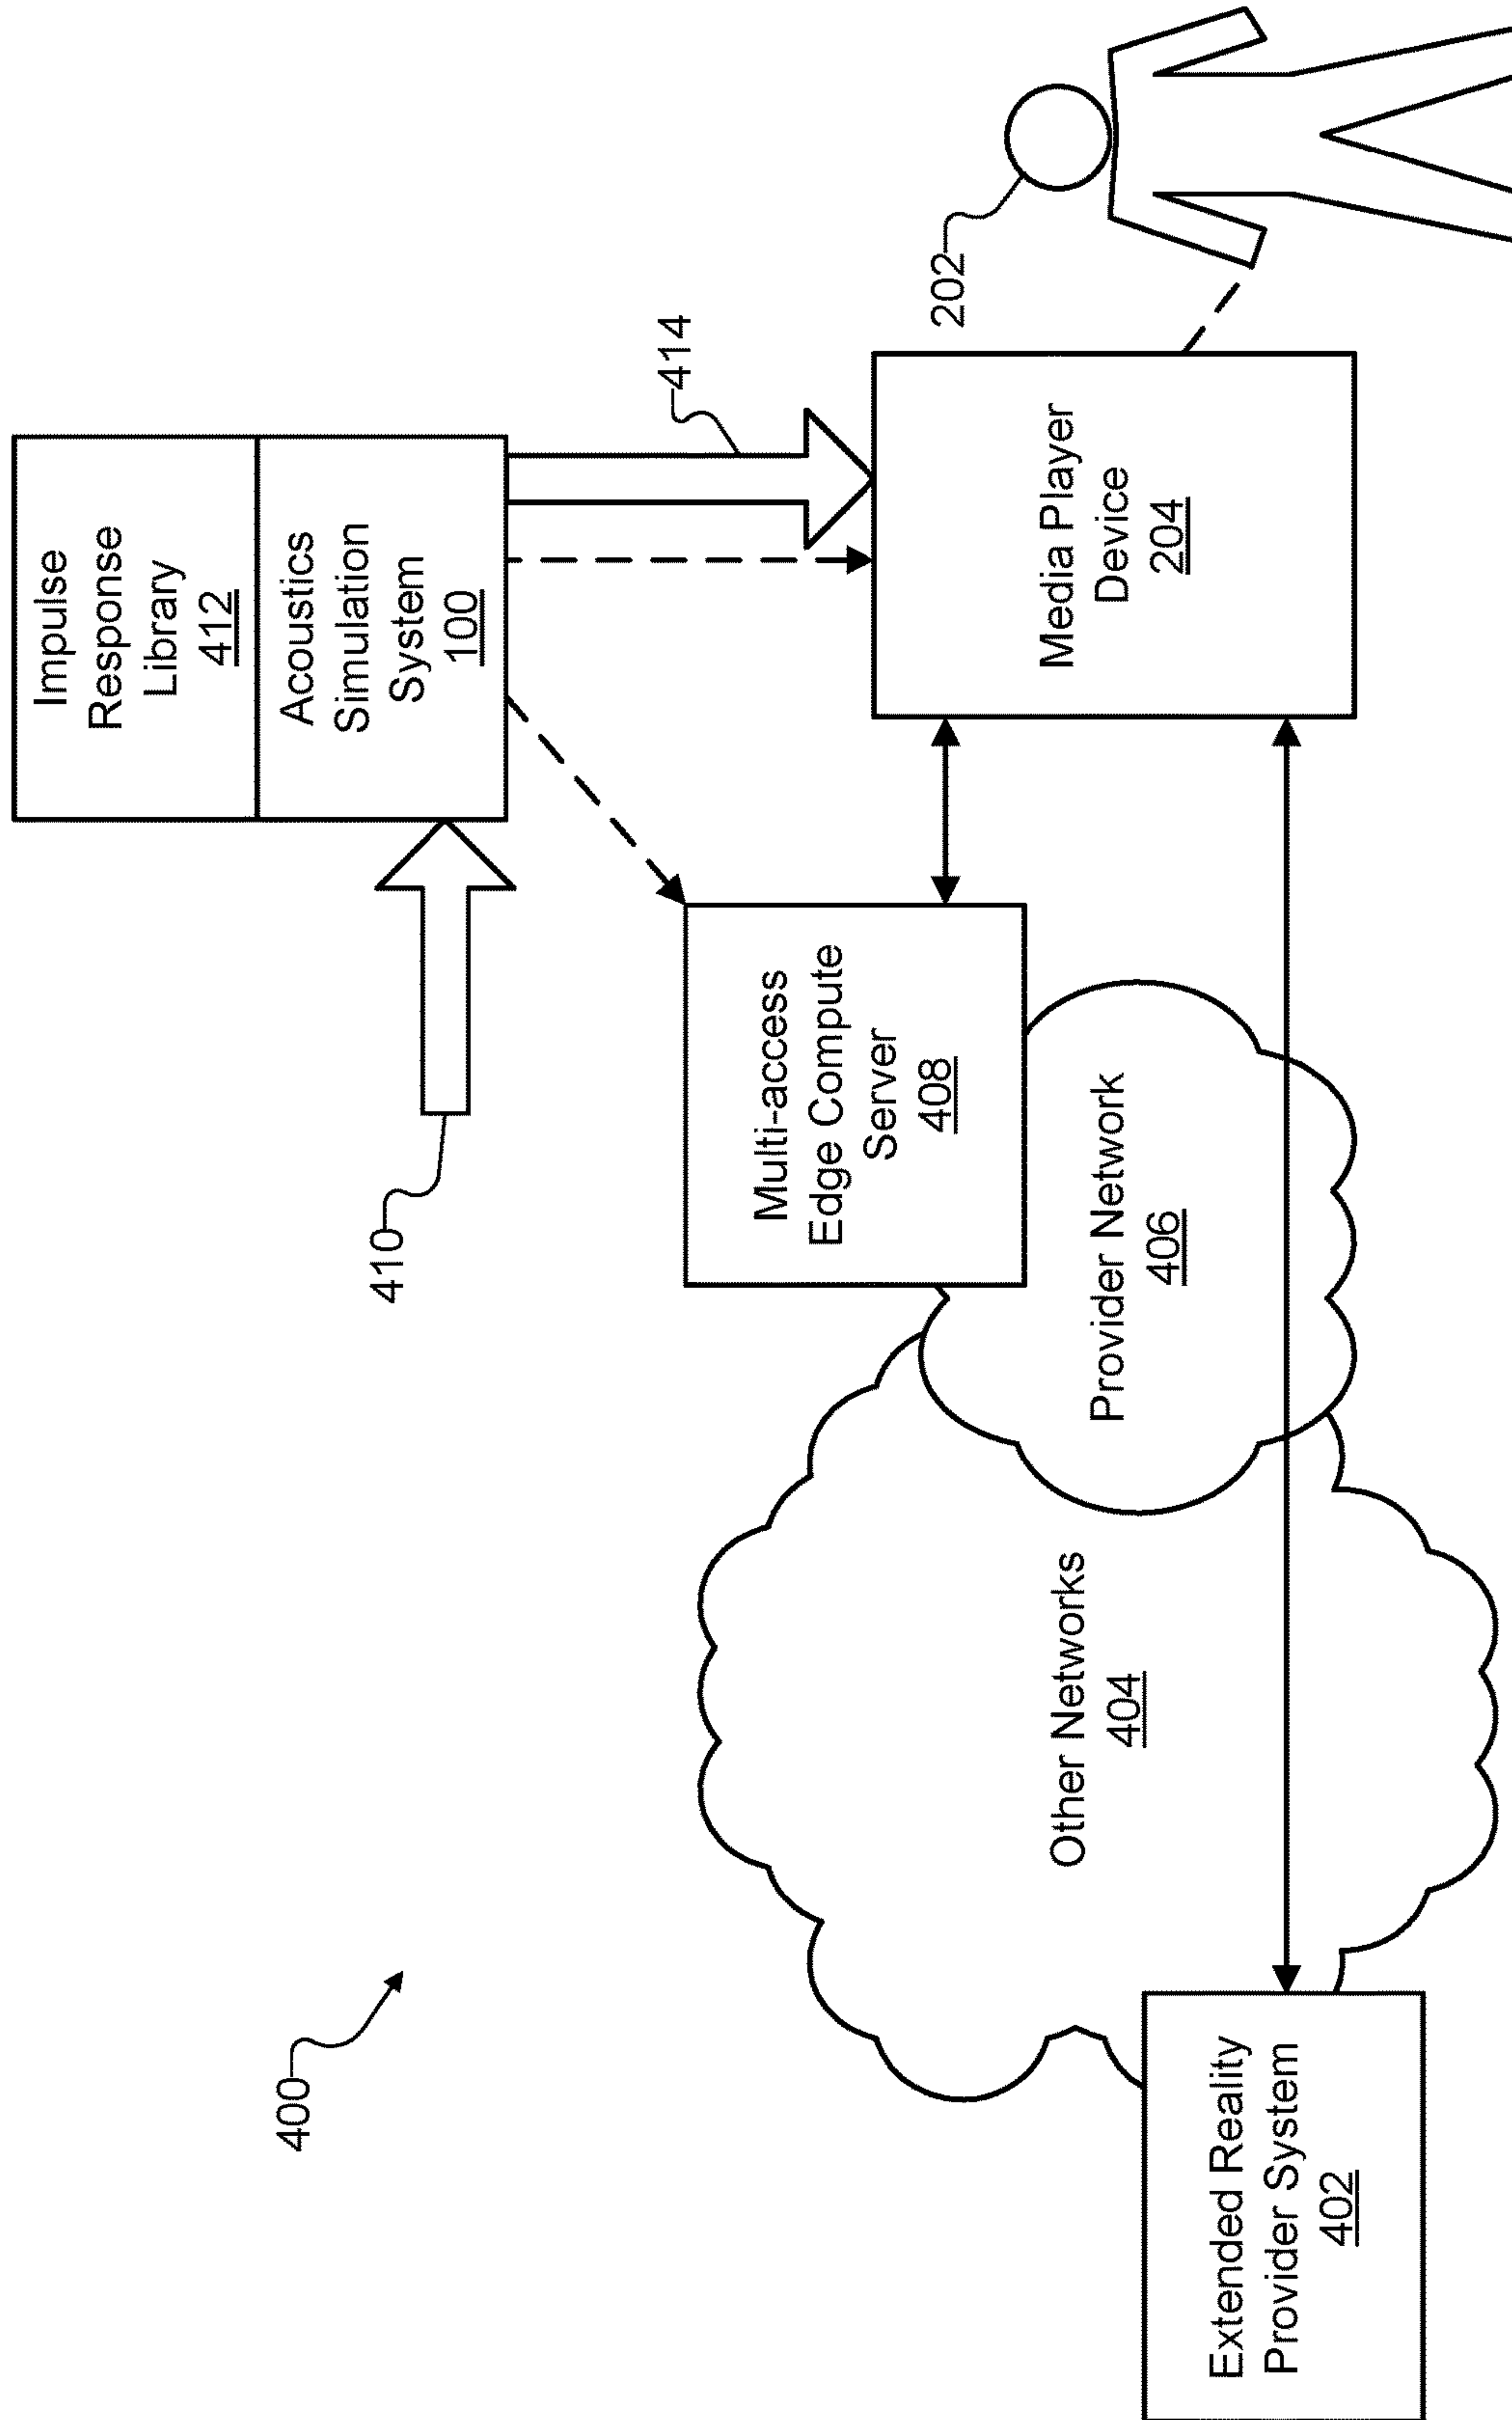 400
410
Impulse
Response
Library
412
Acoustics
Simulation
System
100
414
202
Multi-access
Edge Compute
Server
408
Media Player
Device
204
Extended Reality
Provider System
402
Other Networks
404
Provider Network
406